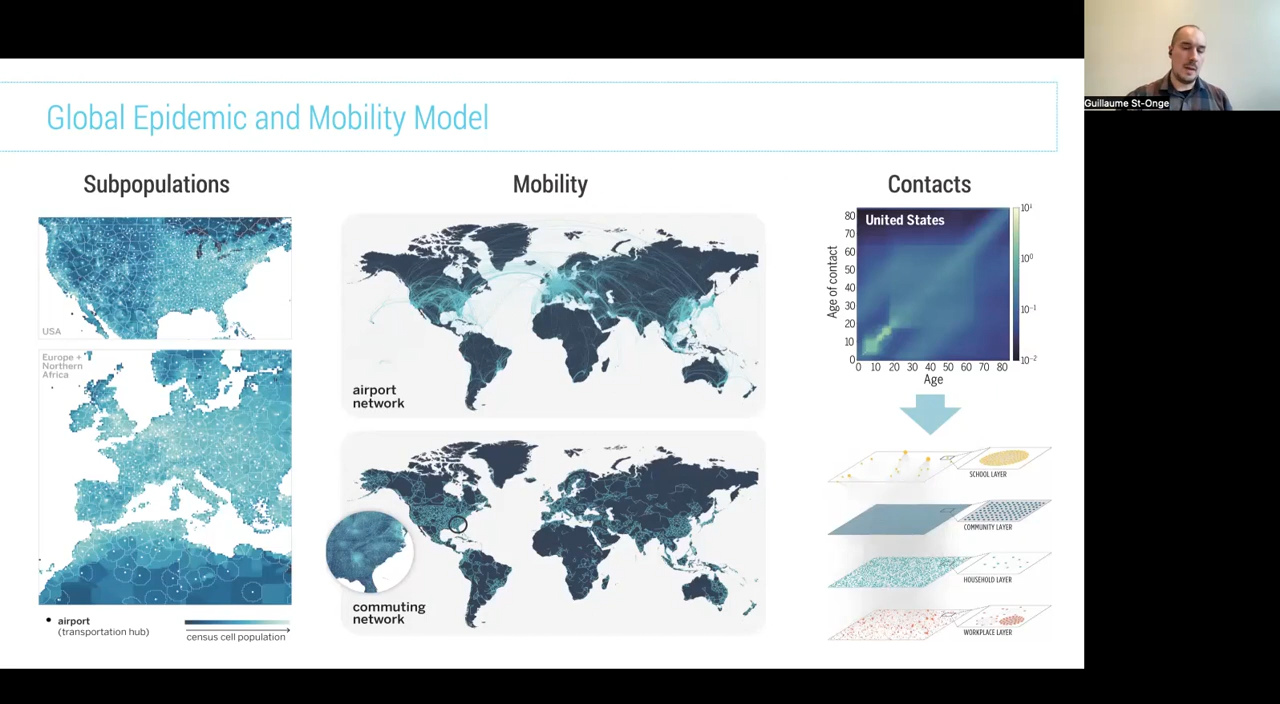 Guillaume St-Onge
Global Epidemic and Mobility Model
Subpopulations
USA
Europe +
Northern
Africa
airport
(transportation hub)
census cell population
Mobility
airport
network
commuting
network
Contacts
United States
Age of contact
80
70
60
50
40
30
20
10
0
0 10 20 30 40 50 60 70 80
Age
10¹
10⁰
10⁻¹
10⁻²
SCHOOL LAYER
COMMUNITY LAYER
HOUSEHOLD LAYER
WORKPLACE LAYER